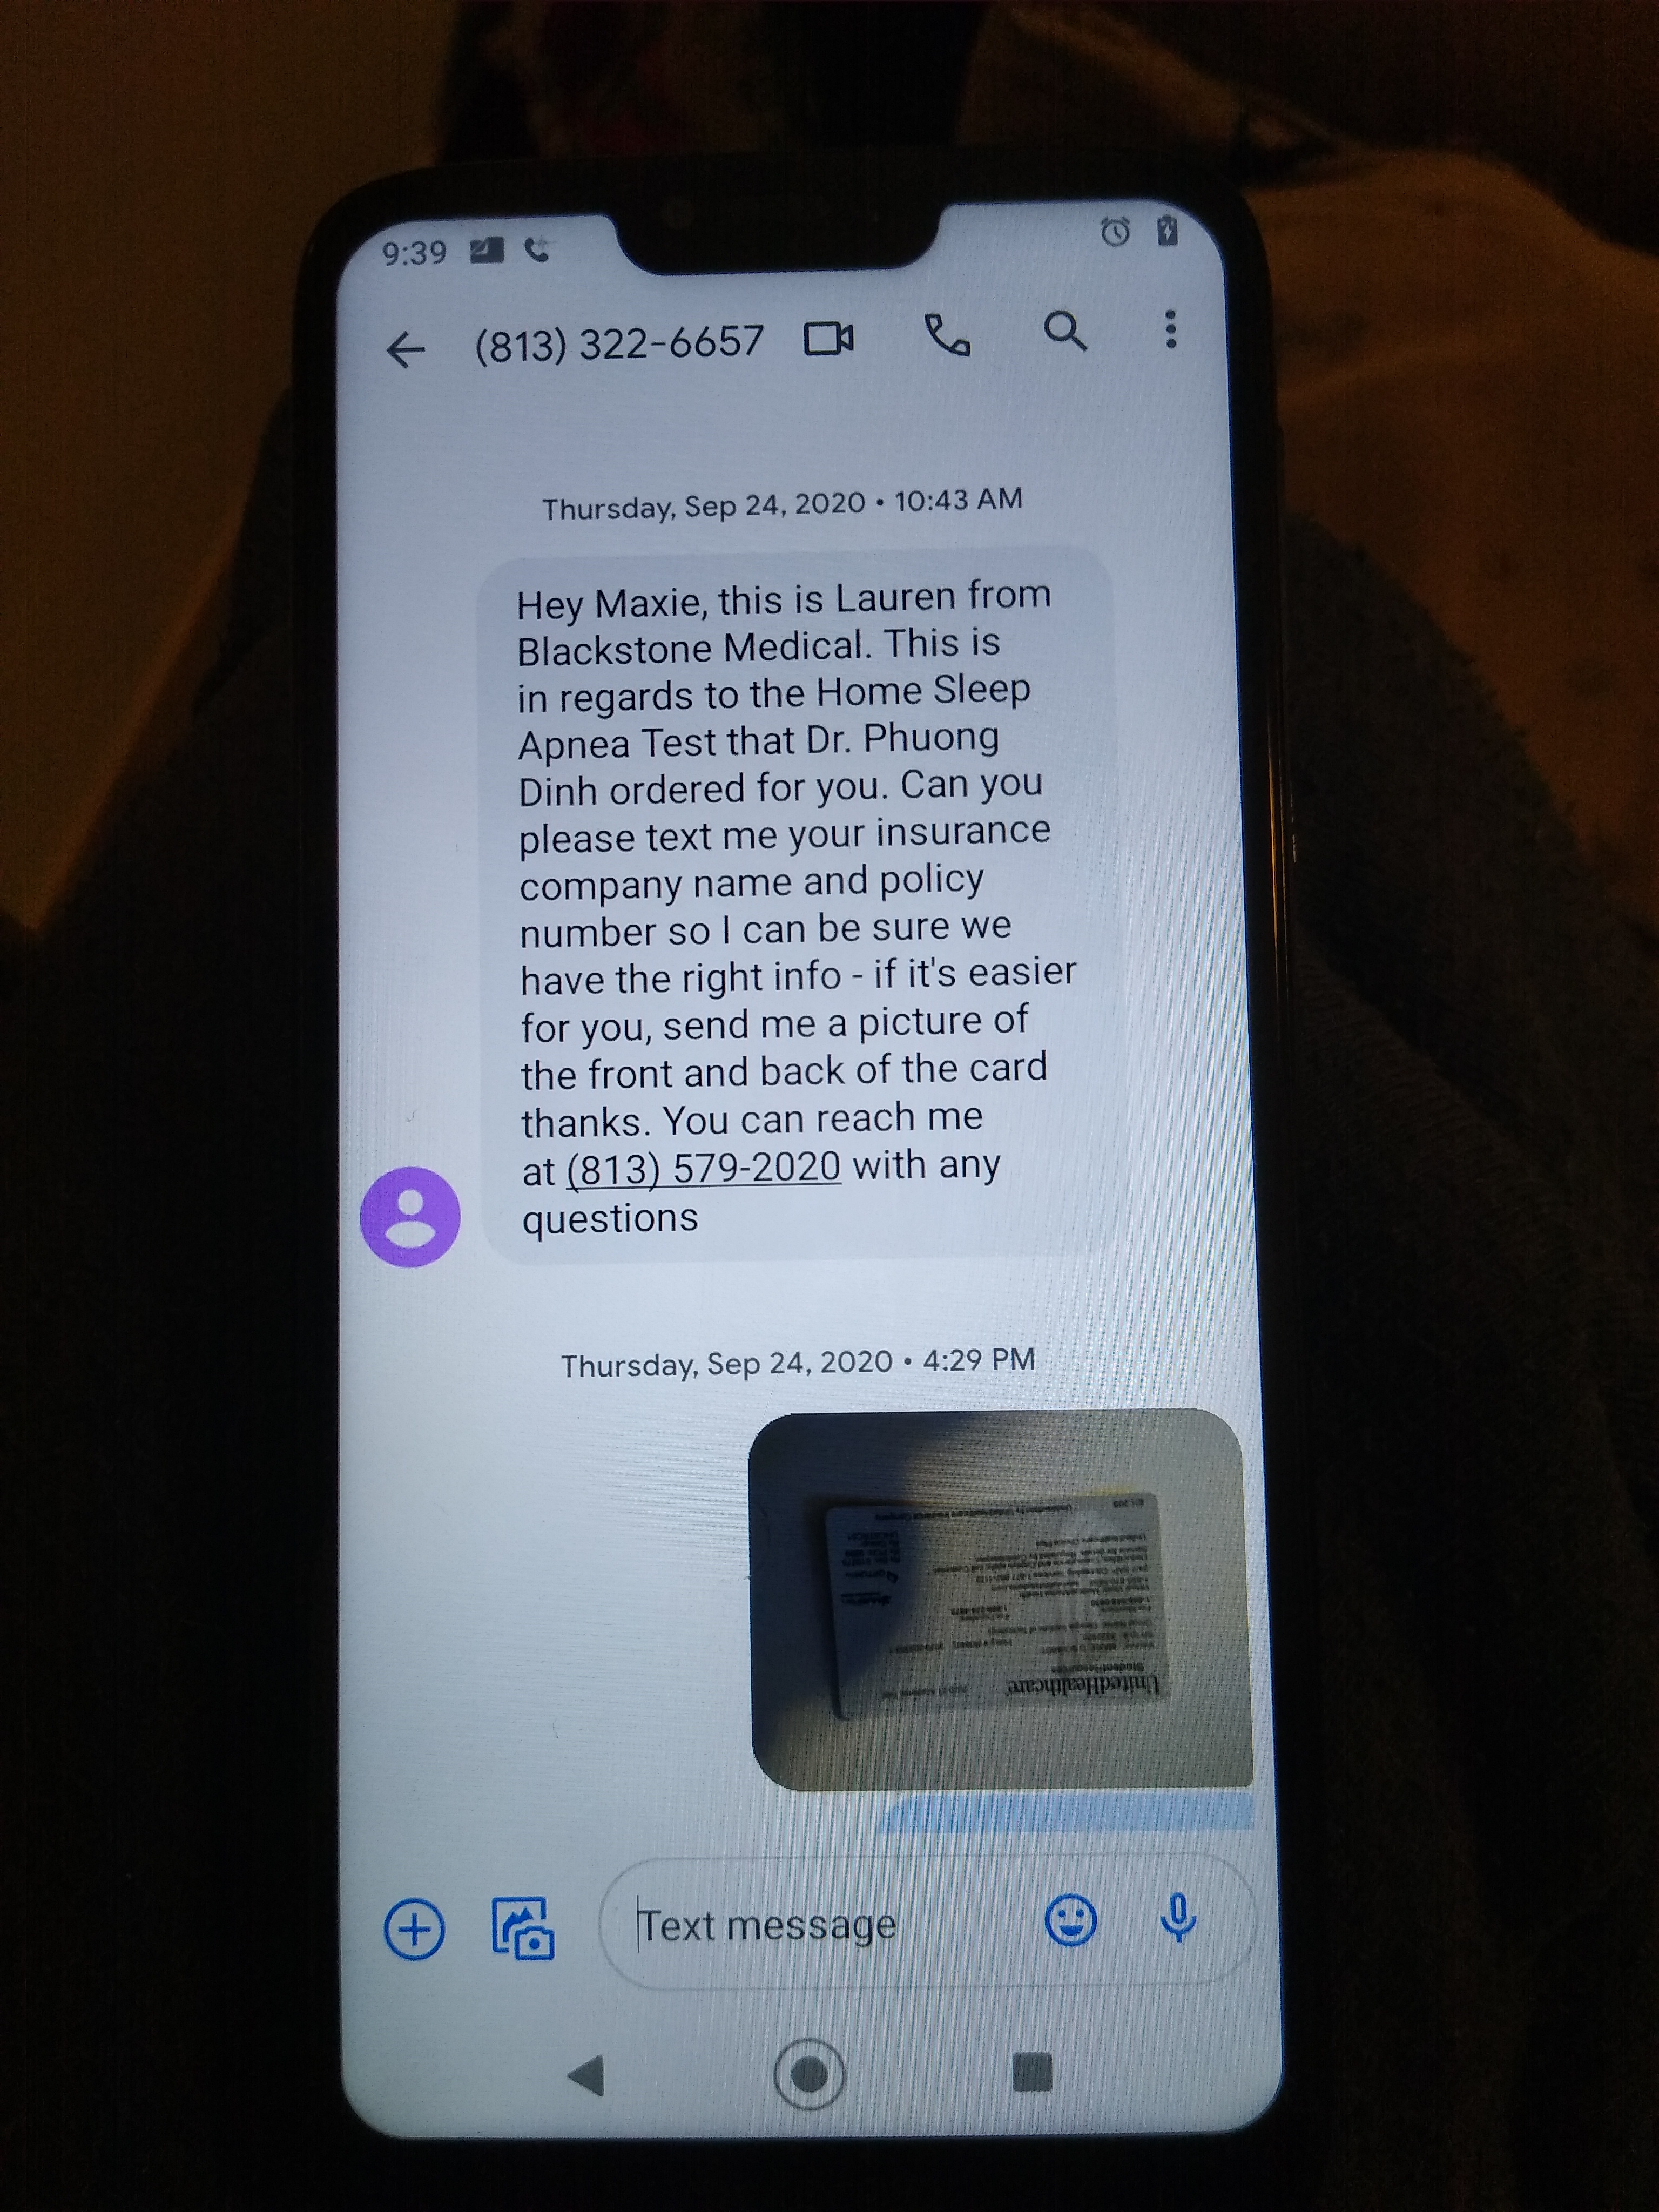 9:39
(813) 322-6657
Thursday, Sep 24, 2020 • 10:43 AM
Hey Maxie, this is Lauren from
Blackstone Medical. This is
in regards to the Home Sleep
Apnea Test that Dr. Phuong
Dinh ordered for you. Can you
please text me your insurance
company name and policy
number so I can be sure we
have the right info - if it's easier
for you, send me a picture of
the front and back of the card
thanks. You can reach me
at (813) 579-2020 with any
questions
Thursday, Sep 24, 2020 • 4:29 PM
UnitedHealthcare
StudentResources
2020-21 Academic Year
Text message